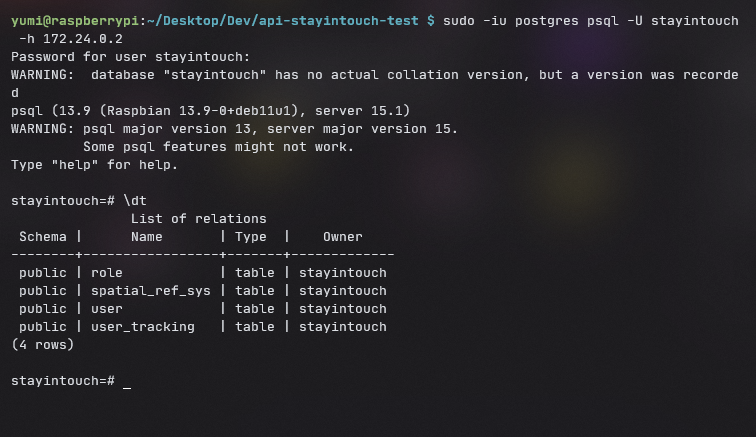 yumi@raspberrypi:~/Desktop/Dev/api-stayintouch-test $ sudo -iu postgres psql -U stayintouch
 -h 172.24.0.2
Password for user stayintouch:
WARNING:  database "stayintouch" has no actual collation version, but a version was recorde
d
psql (13.9 (Raspbian 13.9-0+deb11u1), server 15.1)
WARNING: psql major version 13, server major version 15.
         Some psql features might not work.
Type "help" for help.

stayintouch=# \dt
               List of relations
 Schema |      Name       | Type  |    Owner
--------+-----------------+-------+-------------
 public | role            | table | stayintouch
 public | spatial_ref_sys | table | stayintouch
 public | user            | table | stayintouch
 public | user_tracking   | table | stayintouch
(4 rows)

stayintouch=# _